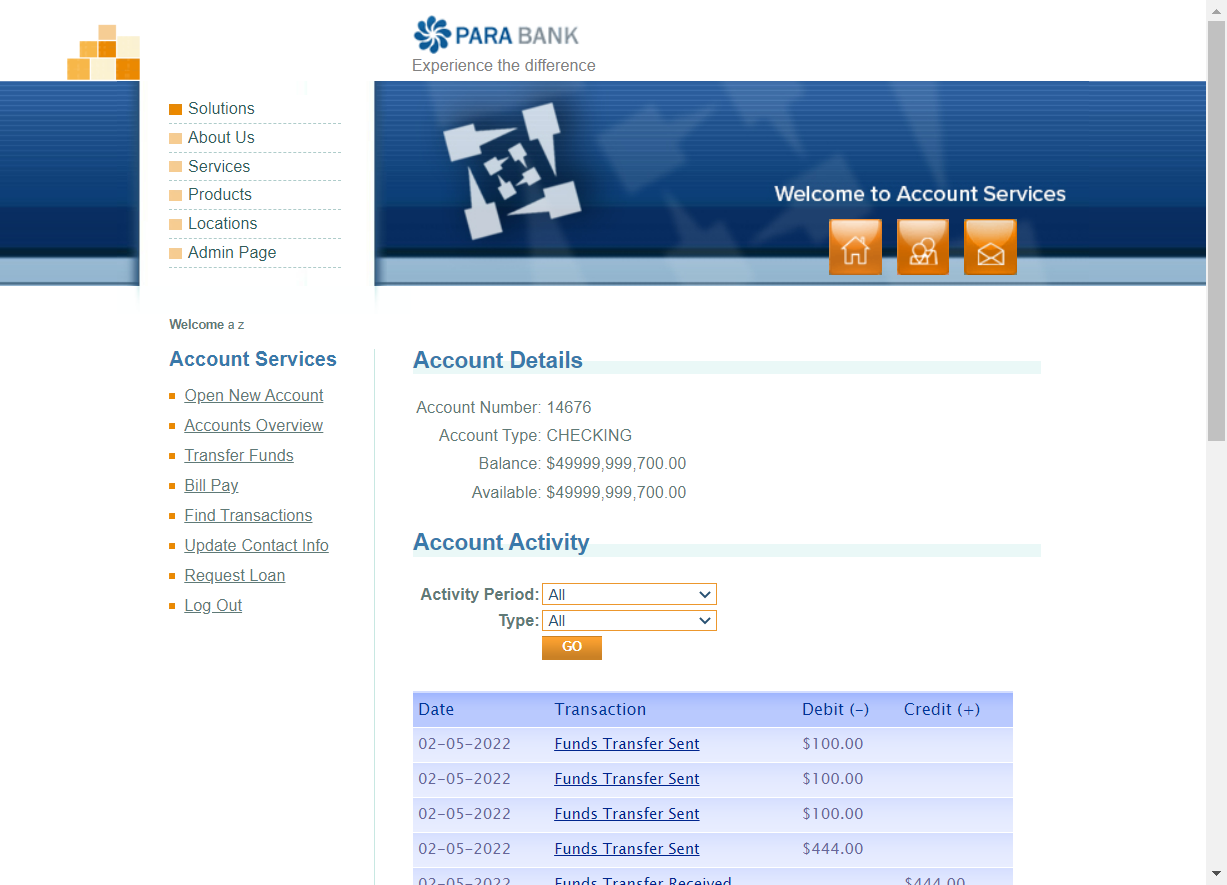 PARA BANK
Experience the difference
Solutions
About Us
Services
Products
Locations
Admin Page
Welcome to Account Services
Welcome a z
Account Services
Open New Account
Accounts Overview
Transfer Funds
Bill Pay
Find Transactions
Update Contact Info
Request Loan
Log Out
Account Details
Account Number: 14676
Account Type: CHECKING
Balance: $49999,999,700.00
Available: $49999,999,700.00
Account Activity
Activity Period: All
Type: All
GO
Date Transaction Debit (-) Credit (+)
02-05-2022 Funds Transfer Sent $100.00
02-05-2022 Funds Transfer Sent $100.00
02-05-2022 Funds Transfer Sent $100.00
02-05-2022 Funds Transfer Sent $444.00
02-05-2022 Funds Transfer Received $444.00